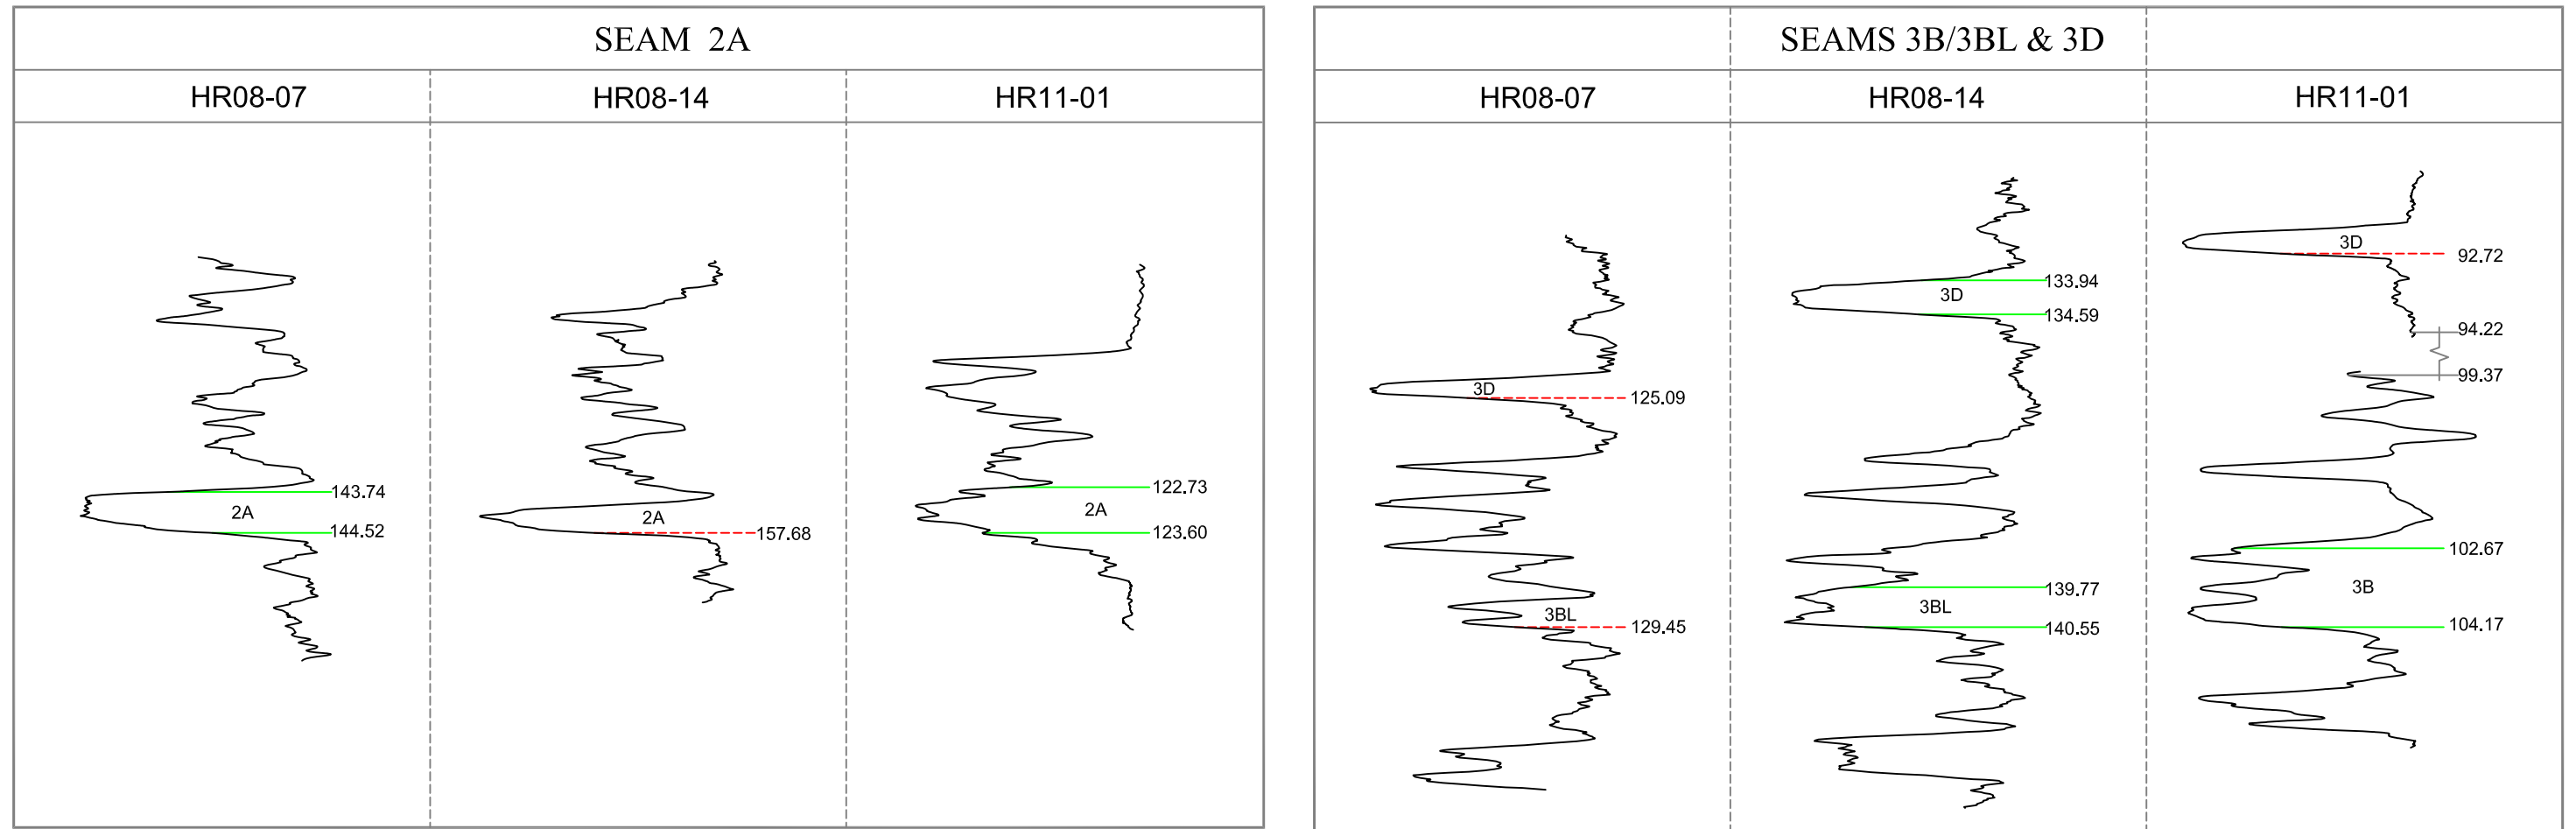 SEAM 2A
HR08-07
HR08-14
HR11-01
143.74
2A
144.52
2A
157.68
122.73
2A
123.60
SEAMS 3B/3BL & 3D
HR08-07
HR08-14
HR11-01
3D
125.09
3BL
129.45
133.94
3D
134.59
139.77
3BL
140.55
3D
92.72
94.22
99.37
102.67
3B
104.17